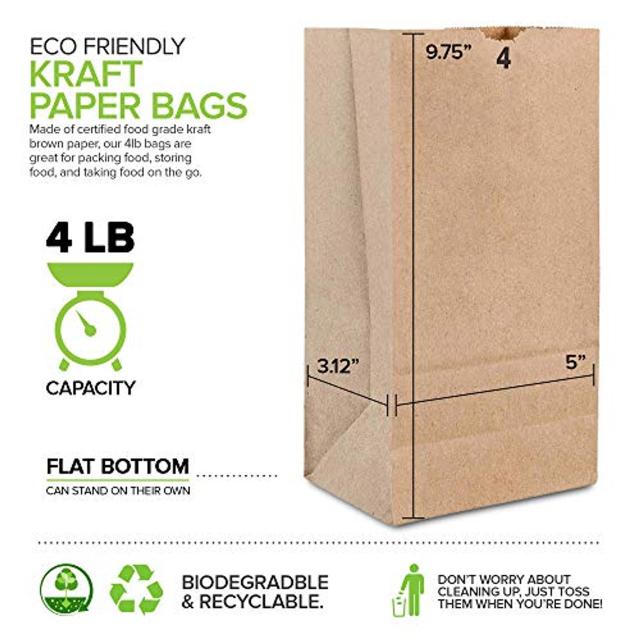 ECO FRIENDLY
KRAFT
PAPER BAGS
Made of certified food grade kraft
brown paper, our 4lb bags are
great for packing food, storing
food, and taking food on the go.
4 LB
CAPACITY
FLAT BOTTOM
CAN STAND ON THEIR OWN
9.75”
4
3.12”
5”
BIODEGRADBLE
& RECYCLABLE.
DON'T WORRY ABOUT
CLEANING UP, JUST TOSS
THEM WHEN YOU'RE DONE!